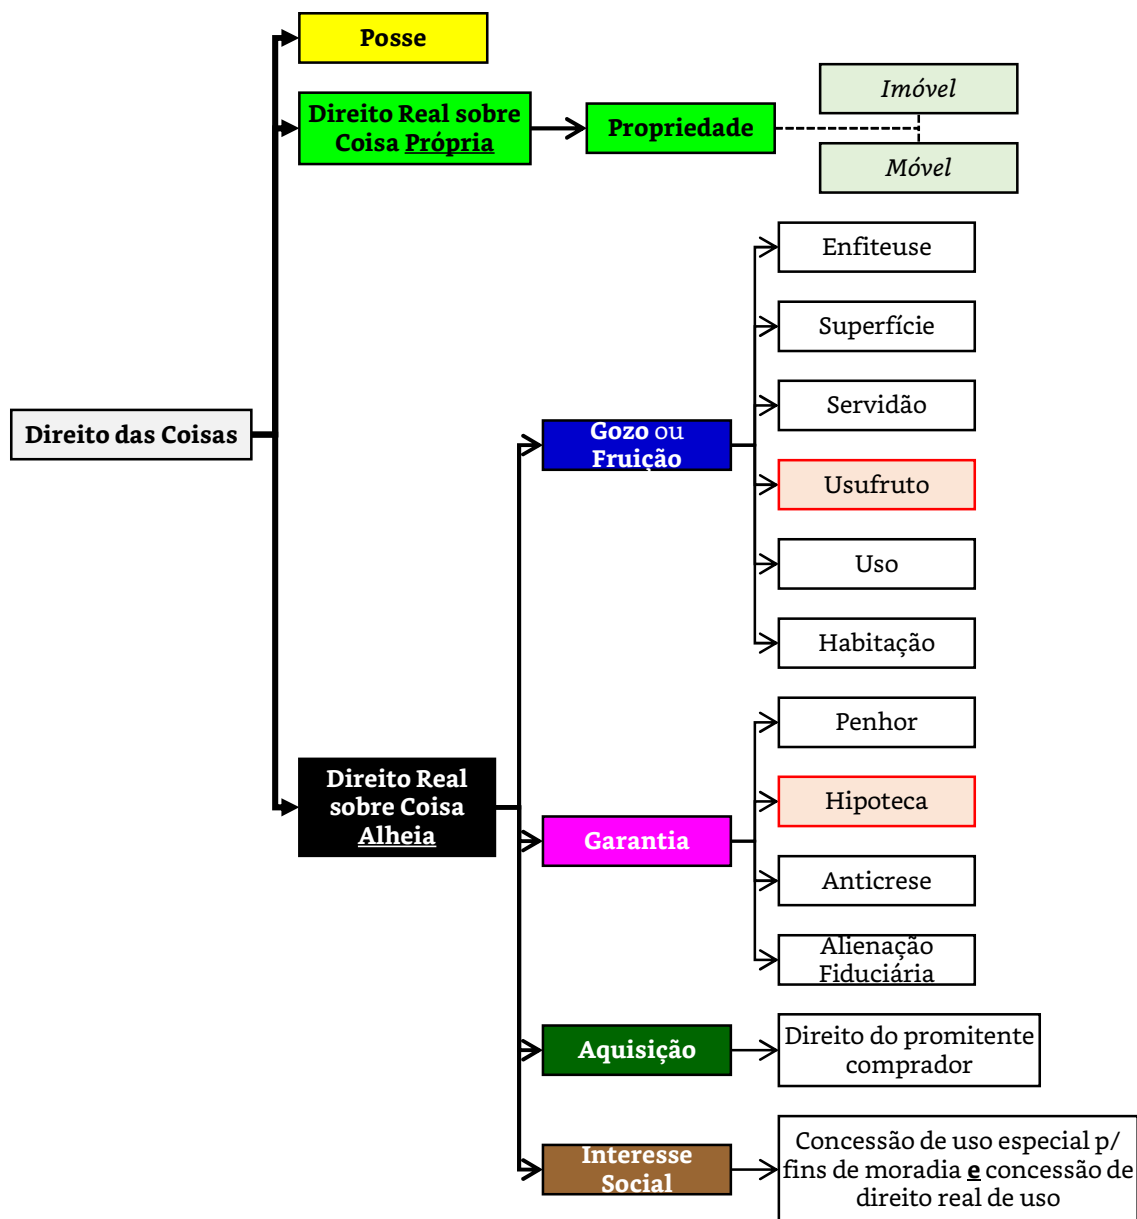 Posse
Direito Real sobre
Coisa Própria
Propriedade
Imóvel
Móvel
Direito das Coisas
Direito Real
sobre Coisa
Alheia
Gozo ou
Fruição
Enfiteuse
Superfície
Servidão
Usufruto
Uso
Habitação
Garantia
Penhor
Hipoteca
Anticrese
Alienação
Fiduciária
Aquisição
Direito do promitente
comprador
Interesse
Social
Concessão de uso especial p/
fins de moradia e concessão de
direito real de uso